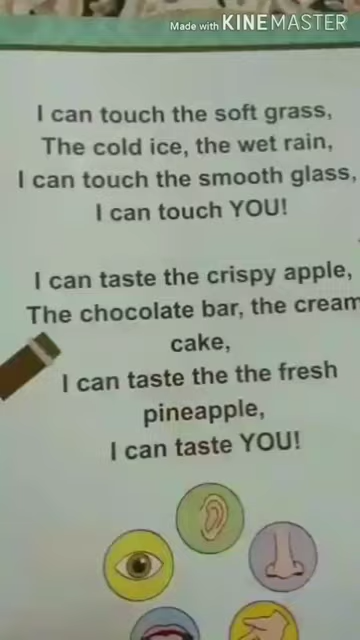 Made with KINEMASTER
I can touch the soft grass,
The cold ice, the wet rain,
I can touch the smooth glass,
I can touch YOU!
I can taste the crispy apple,
The chocolate bar, the cream
cake,
I can taste the the fresh
pineapple,
I can taste YOU!